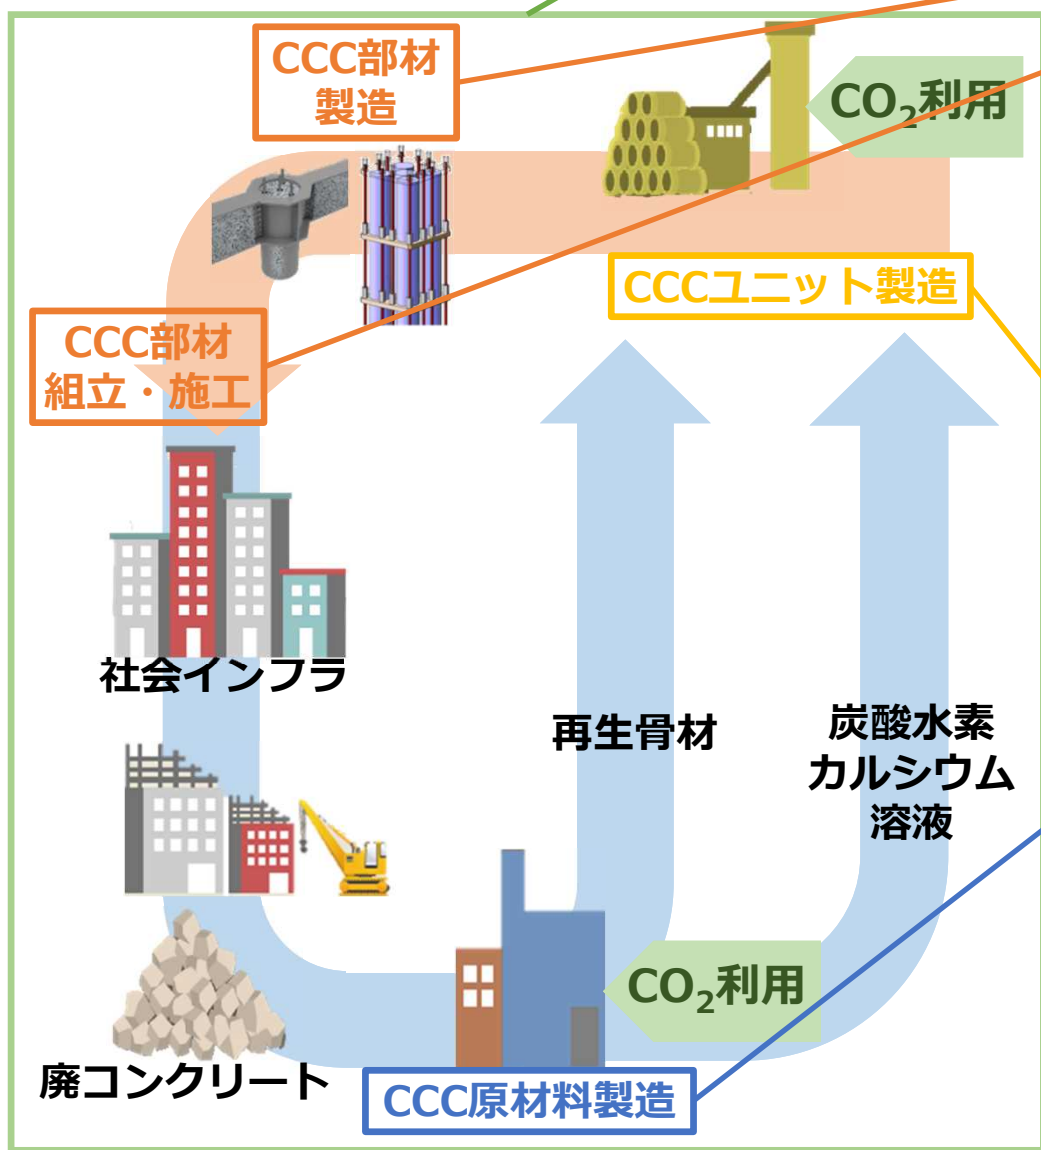 CCC部材
製造
CO₂利用
CCCユニット製造
CCC部材
組立・施工
社会インフラ
再生骨材
炭酸水素
カルシウム
溶液
CO₂利用
廃コンクリート
CCC原材料製造